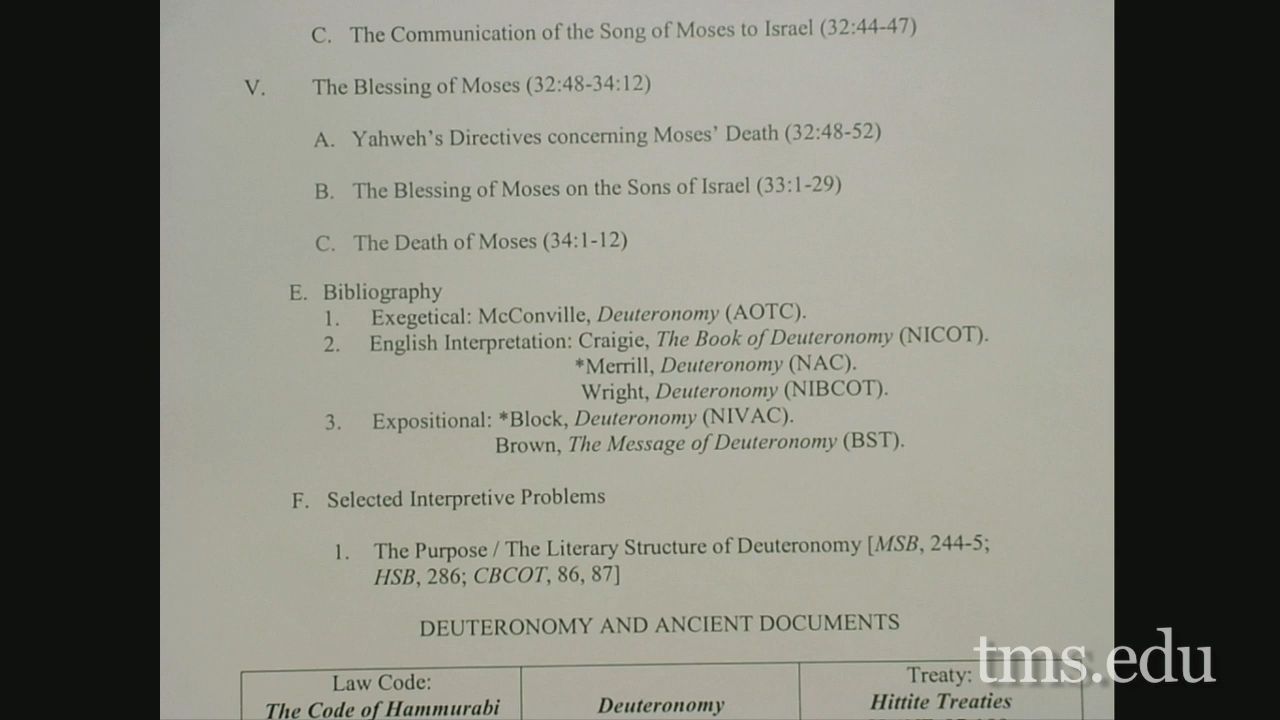 C. The Communication of the Song of Moses to Israel (32:44-47)
V. The Blessing of Moses (32:48-34:12)
A. Yahweh's Directives concerning Moses' Death (32:48-52)
B. The Blessing of Moses on the Sons of Israel (33:1-29)
C. The Death of Moses (34:1-12)
E. Bibliography
1. Exegetical: McConville, Deuteronomy (AOTC).
2. English Interpretation: Craigie, The Book of Deuteronomy (NICOT).
*Merrill, Deuteronomy (NAC).
Wright, Deuteronomy (NIBCOT).
3. Expositional: *Block, Deuteronomy (NIVAC).
Brown, The Message of Deuteronomy (BST).
F. Selected Interpretive Problems
1. The Purpose / The Literary Structure of Deuteronomy [MSB, 244-5;
HSB, 286; CBCOT, 86, 87]
DEUTERONOMY AND ANCIENT DOCUMENTS
Law Code:
The Code of Hammurabi
Deuteronomy
Treaty:
Hittite Treaties
tms.edu